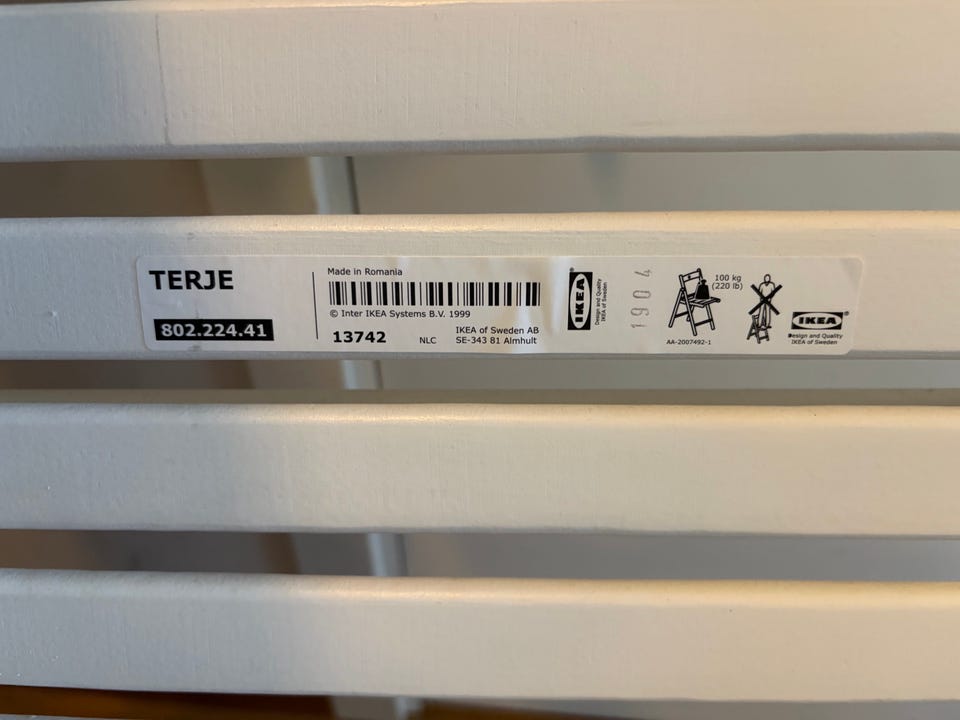 TERJE
802.224.41
Made in Romania
© Inter IKEA Systems B.V. 1999
13742
NLC
IKEA of Sweden AB
SE-343 81 Älmhult
IKEA®
Design and Quality
IKEA of Sweden
1904
100 kg
(220 lb)
AA-2007492-1
IKEA®
Design and Quality
IKEA of Sweden